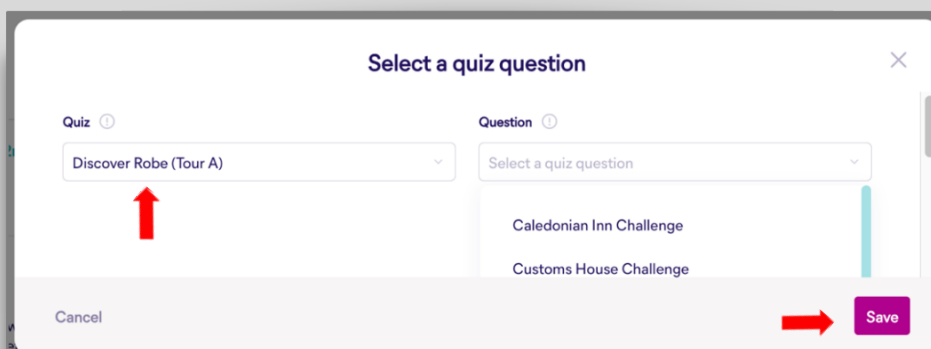 Select a quiz question
Quiz
Question
Discover Robe (Tour A)
Select a quiz question
Caledonian Inn Challenge
Customs House Challenge
Cancel
Save